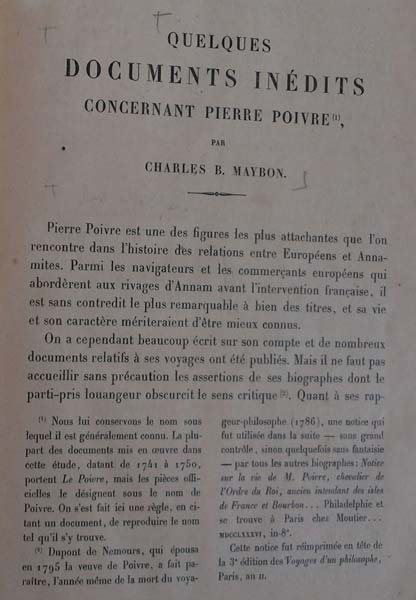 QUELQUES
DOCUMENTS INÉDITS
CONCERNANT PIERRE POIVRE (1),
PAR
CHARLES B. MAYBON.
Pierre Poivre est une des figures les plus attachantes que l'on
rencontre dans l'histoire des relations entre Européens et Anna-
mites. Parmi les navigateurs et les commerçants européens qui
abordèrent aux rivages d'Annam avant l'intervention française, il
est sans contredit le plus remarquable à bien des titres, et sa vie
et son caractère mériteraient d'être mieux connus.
On a cependant beaucoup écrit sur son compte et de nombreux
documents relatifs à ses voyages ont été publiés. Mais il ne faut pas
accueillir sans précaution les assertions de ses biographes dont le
parti-pris louangeur obscurcit le sens critique (2). Quant à ses rap-
(1) Nous lui conservons le nom sous
lequel il est généralement connu. La plu-
part des documents mis en œuvre dans
cette étude, datant de 1741 à 1750,
portent Le Poivre, mais les pièces offi-
cielles le désignent sous le nom de
Poivre. On s'est fait ici une règle, en ci-
tant un document, de reproduire le nom
tel qu'il s'y trouve.
(2) Dupont de Nemours, qui épousa
en 1795 la veuve de Poivre, a fait pa-
raître, l'année même de la mort du voya-
geur-philosophe (1786), une notice qui
fut utilisée dans la suite — sans grand
contrôle, sinon quelquefois sans fantaisie
— par tous les autres biographes : Notice
sur la vie de M. Poivre, chevalier de
l'Ordre du Roi, ancien intendant des isles
de France et Bourbon... Philadelphie et
se trouve à Paris chez Moutier...
MDCCLXXXVI, in-8°.
Cette notice fut réimprimée en tête de
la 3e édition des Voyages d'un philosophe,
Paris, an II.